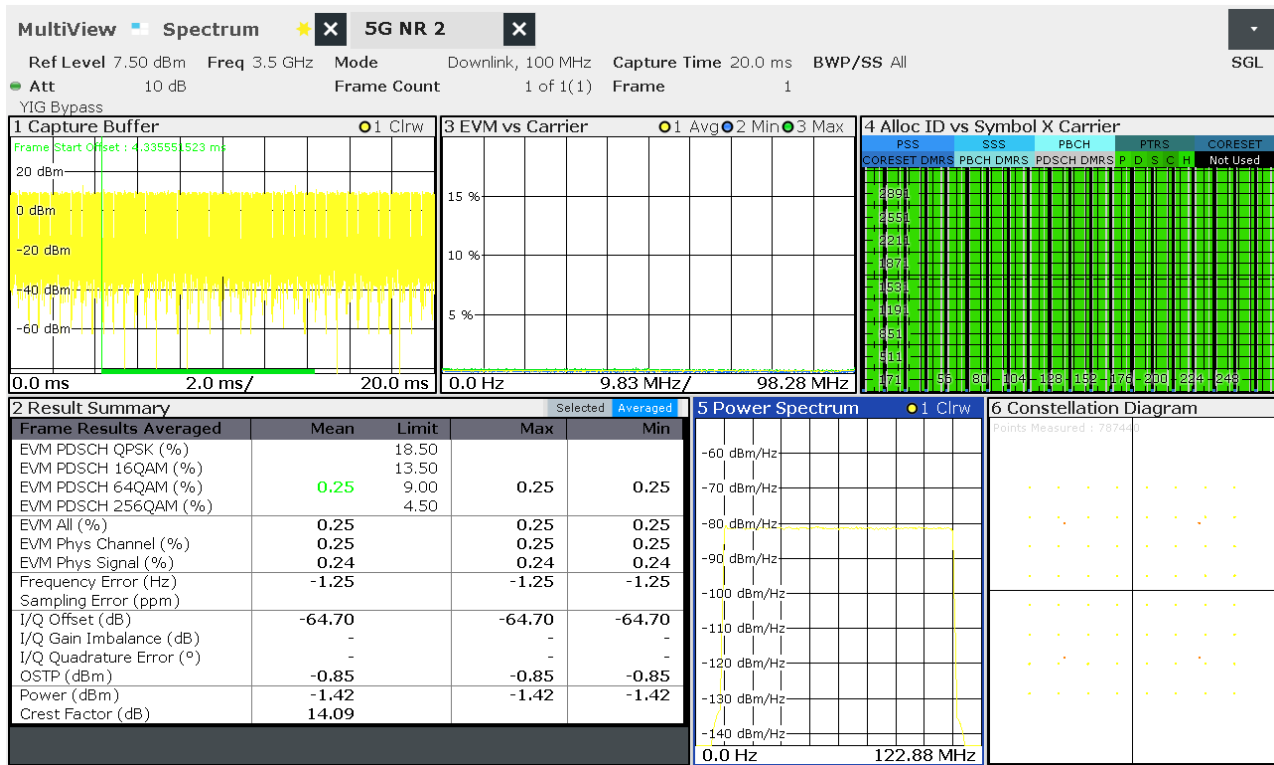 MultiView Spectrum 5G NR 2
Ref Level 7.50 dBm Freq 3.5 GHz Mode Downlink, 100 MHz Capture Time 20.0 ms BWP/SS All SGL
Att 10 dB Frame Count 1 of 1(1) Frame 1
YIG Bypass
1 Capture Buffer 1 Clrw
Frame Start Offset : 4.335551523 ms
20 dBm
0 dBm
-20 dBm
-40 dBm
-60 dBm
0.0 ms 2.0 ms/ 20.0 ms
3 EVM vs Carrier 1 Avg 2 Min 3 Max
15 %
10 %
5 %
0.0 Hz 9.83 MHz/ 98.28 MHz
4 Alloc ID vs Symbol X Carrier
PSS SSS PBCH PTRS CORESET
CORESET DMRS PBCH DMRS PDSCH DMRS P D S C H Not Used
2891
2551
2211
1871
1531
1191
851
511
171 56 80 104 128 152 176 200 224 248
2 Result Summary Selected Averaged
Frame Results Averaged Mean Limit Max Min
EVM PDSCH QPSK (%) 18.50
EVM PDSCH 16QAM (%) 13.50
EVM PDSCH 64QAM (%) 0.25 9.00 0.25 0.25
EVM PDSCH 256QAM (%) 4.50
EVM All (%) 0.25 0.25 0.25
EVM Phys Channel (%) 0.25 0.25 0.25
EVM Phys Signal (%) 0.24 0.24 0.24
Frequency Error (Hz) -1.25 -1.25 -1.25
Sampling Error (ppm)
I/Q Offset (dB) -64.70 -64.70 -64.70
I/Q Gain Imbalance (dB) - - -
I/Q Quadrature Error (º) - - -
OSTP (dBm) -0.85 -0.85 -0.85
Power (dBm) -1.42 -1.42 -1.42
Crest Factor (dB) 14.09
5 Power Spectrum 1 Clrw
-60 dBm/Hz
-70 dBm/Hz
-80 dBm/Hz
-90 dBm/Hz
-100 dBm/Hz
-110 dBm/Hz
-120 dBm/Hz
-130 dBm/Hz
-140 dBm/Hz
0.0 Hz 122.88 MHz
6 Constellation Diagram
Points Measured : 787440